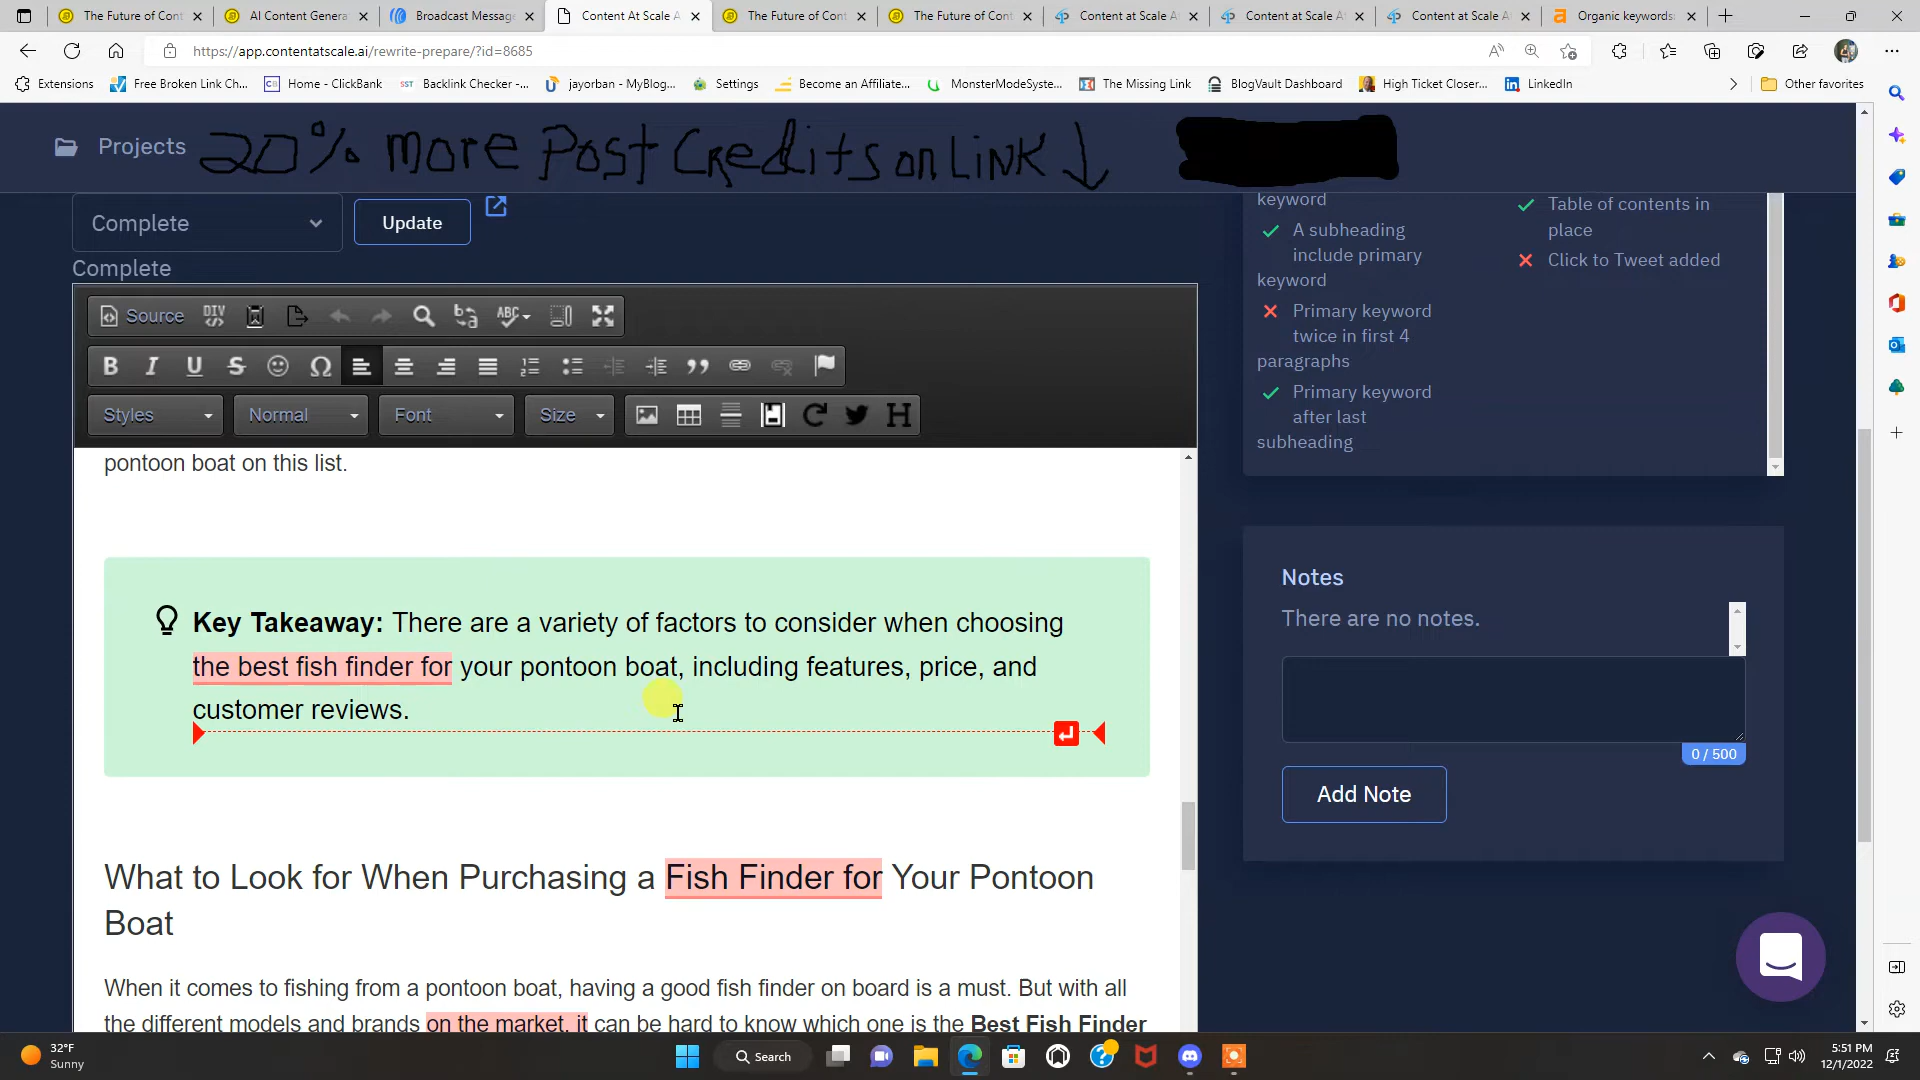 The Future of Cont
AI Content Genera
Broadcast Message
Content At Scale A
The Future of Cont
The Future of Cont
Content at Scale A
Content at Scale A
Content at Scale A
Organic keywords
https://app.contentatscale.ai/rewrite-prepare/?id=8685
Extensions
Free Broken Link Ch...
Home - ClickBank
SST Backlink Checker -...
jayorban - MyBlog...
Settings
Become an Affiliate...
MonsterModeSyste...
The Missing Link
BlogVault Dashboard
High Ticket Closer...
LinkedIn
Other favorites
Projects
20% more Post Credits on Link
Complete
Update
Complete
Source
Styles
Normal
Font
Size
pontoon boat on this list.
Key Takeaway: There are a variety of factors to consider when choosing
the best fish finder for your pontoon boat, including features, price, and
customer reviews.
What to Look for When Purchasing a Fish Finder for Your Pontoon
Boat
When it comes to fishing from a pontoon boat, having a good fish finder on board is a must. But with all
the different models and brands on the market, it can be hard to know which one is the Best Fish Finder
keyword
A subheading
include primary
keyword
Primary keyword
twice in first 4
paragraphs
Primary keyword
after last
subheading
Table of contents in
place
Click to Tweet added
Notes
There are no notes.
0 / 500
Add Note
32°F
Sunny
Search
5:51 PM
12/1/2022